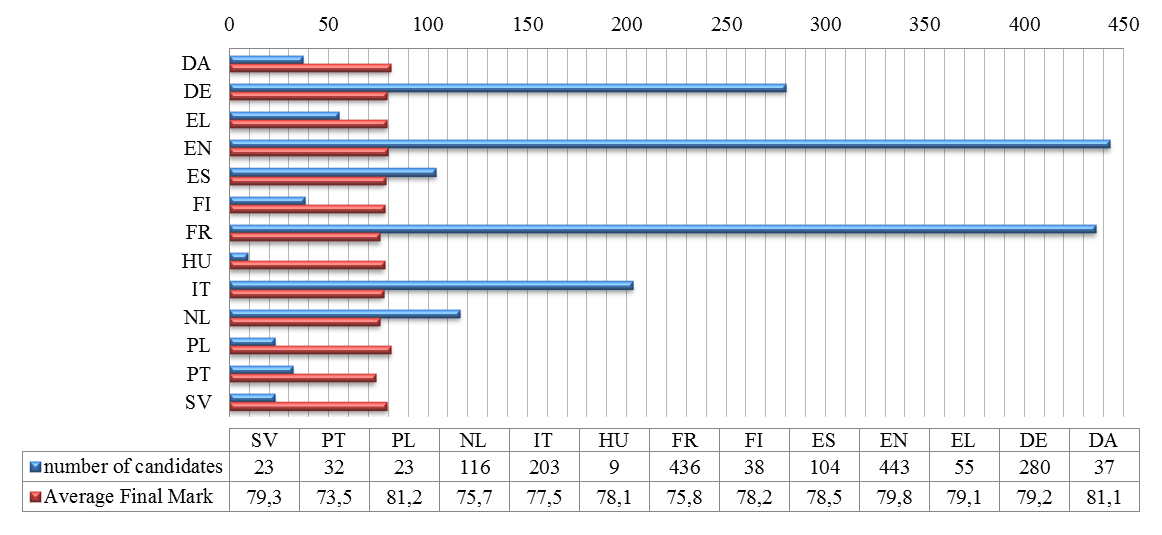 0 50 100 150 200 250 300 350 400 450
DA
DE
EL
EN
ES
FI
FR
HU
IT
NL
PL
PT
SV
SV PT PL NL IT HU FR FI ES EN EL DE DA
number of candidates 23 32 23 116 203 9 436 38 104 443 55 280 37
Average Final Mark 79,3 73,5 81,2 75,7 77,5 78,1 75,8 78,2 78,5 79,8 79,1 79,2 81,1